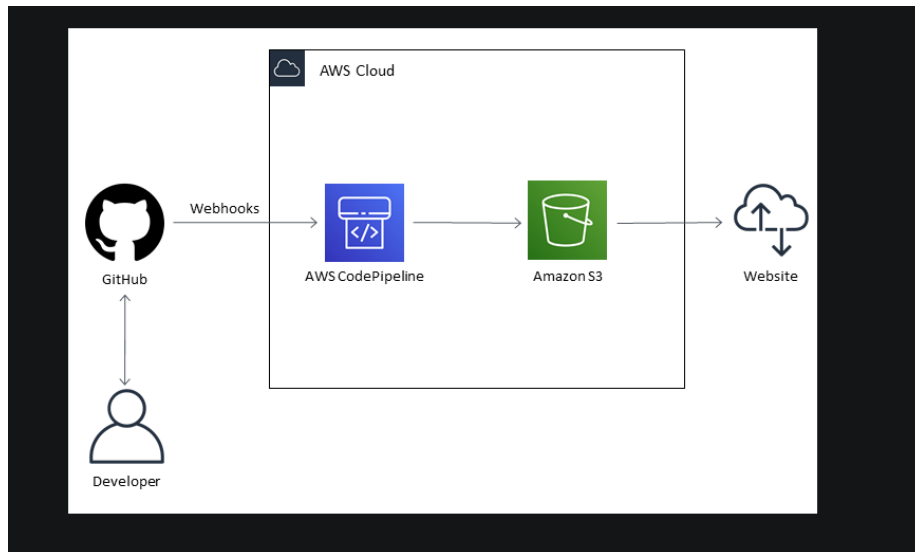 AWS Cloud
Webhooks
GitHub
AWS CodePipeline
Amazon S3
Website
Developer